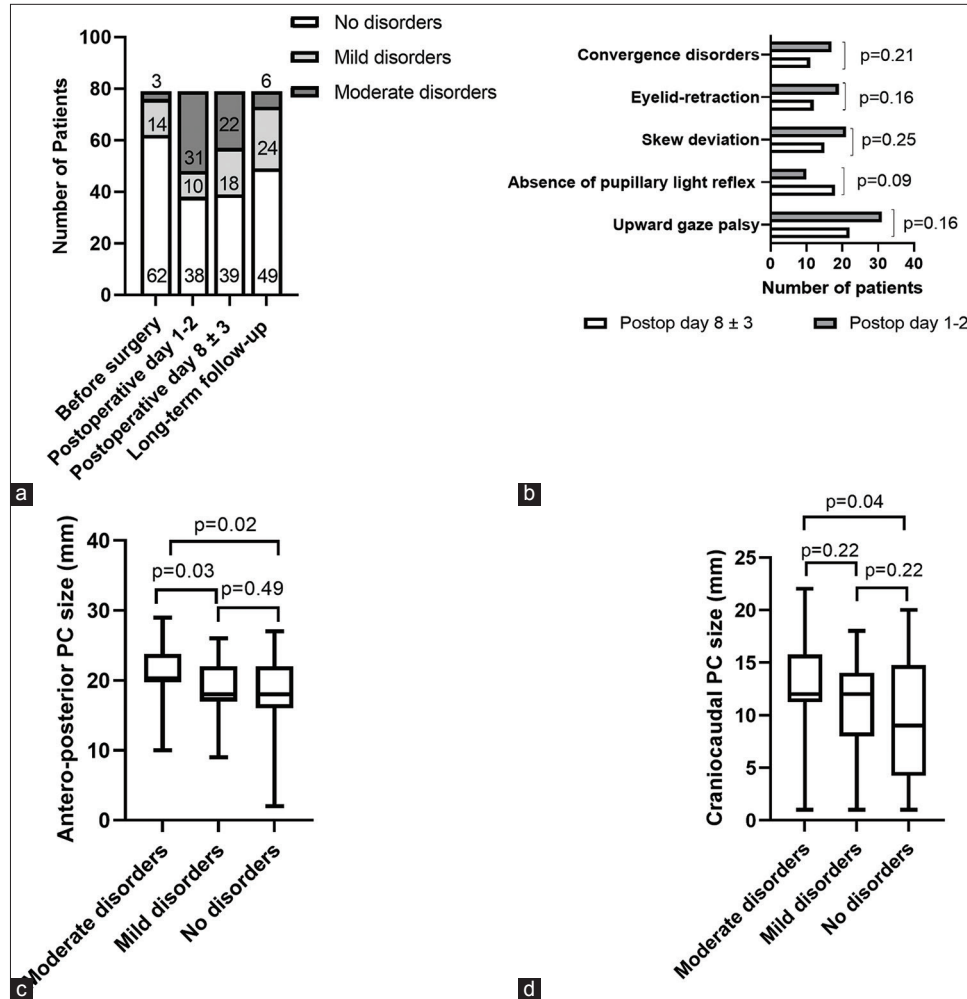 No disorders
Mild disorders
Moderate disorders
Number of Patients
100
80
60
40
20
0
3
14
62
31
10
38
22
18
39
6
24
49
Before surgery
Postoperative day 1-2
Postoperative day 8 ± 3
Long-term follow-up
a
Convergence disorders
p=0.21
Eyelid-retraction
p=0.16
Skew deviation
p=0.25
Absence of pupillary light reflex
p=0.09
Upward gaze palsy
p=0.16
0 10 20 30 40
Number of patients
Postop day 8 ± 3
Postop day 1-2
b
Antero-posterior PC size (mm)
40
30
20
10
0
p=0.02
p=0.03
p=0.49
Moderate disorders
Mild disorders
No disorders
c
Craniocaudal PC size (mm)
25
20
15
10
5
0
p=0.04
p=0.22
p=0.22
Moderate disorders
Mild disorders
No disorders
d